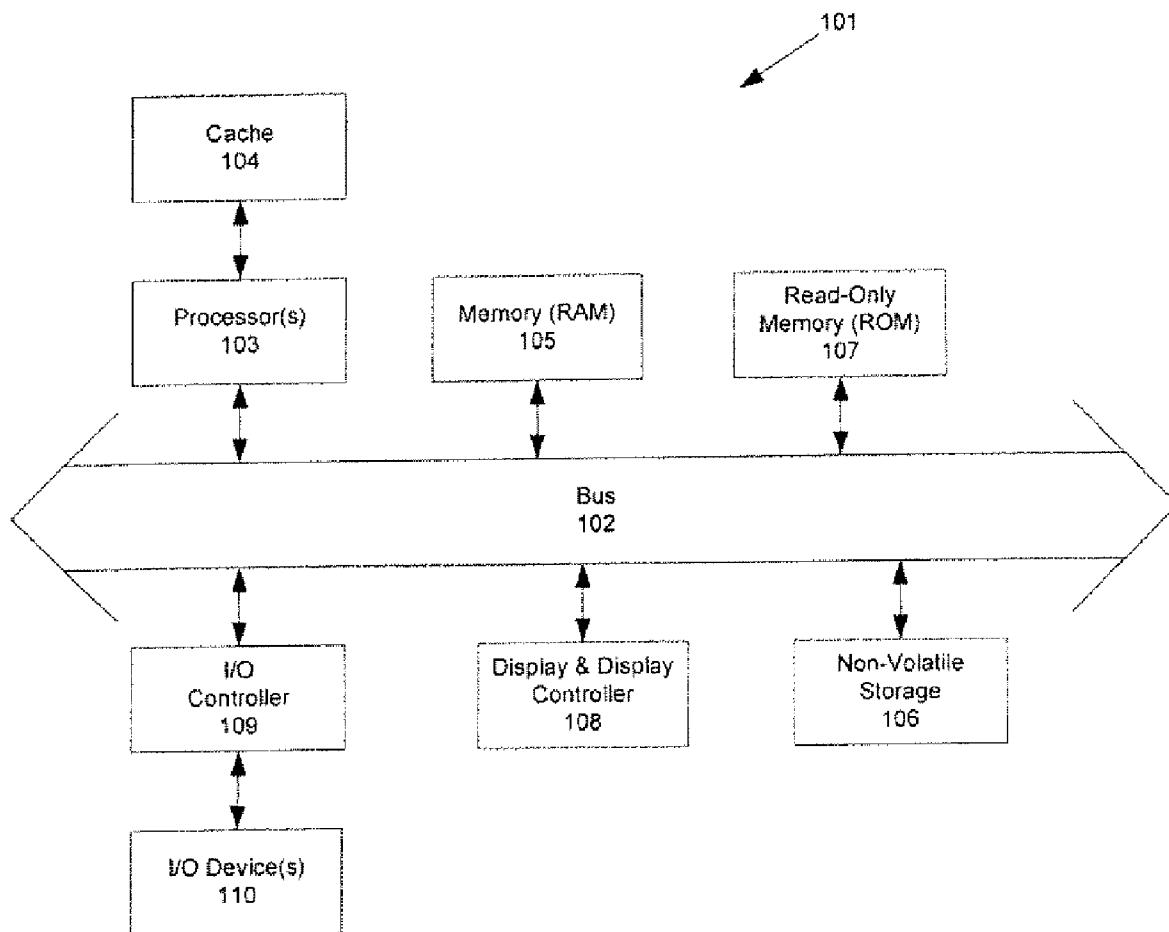 101
Cache
104
Processor(s)
103
Memory (RAM)
105
Read-Only
Memory (ROM)
107
Bus
102
I/O
Controller
109
Display & Display
Controller
108
Non-Volatile
Storage
106
I/O Device(s)
110